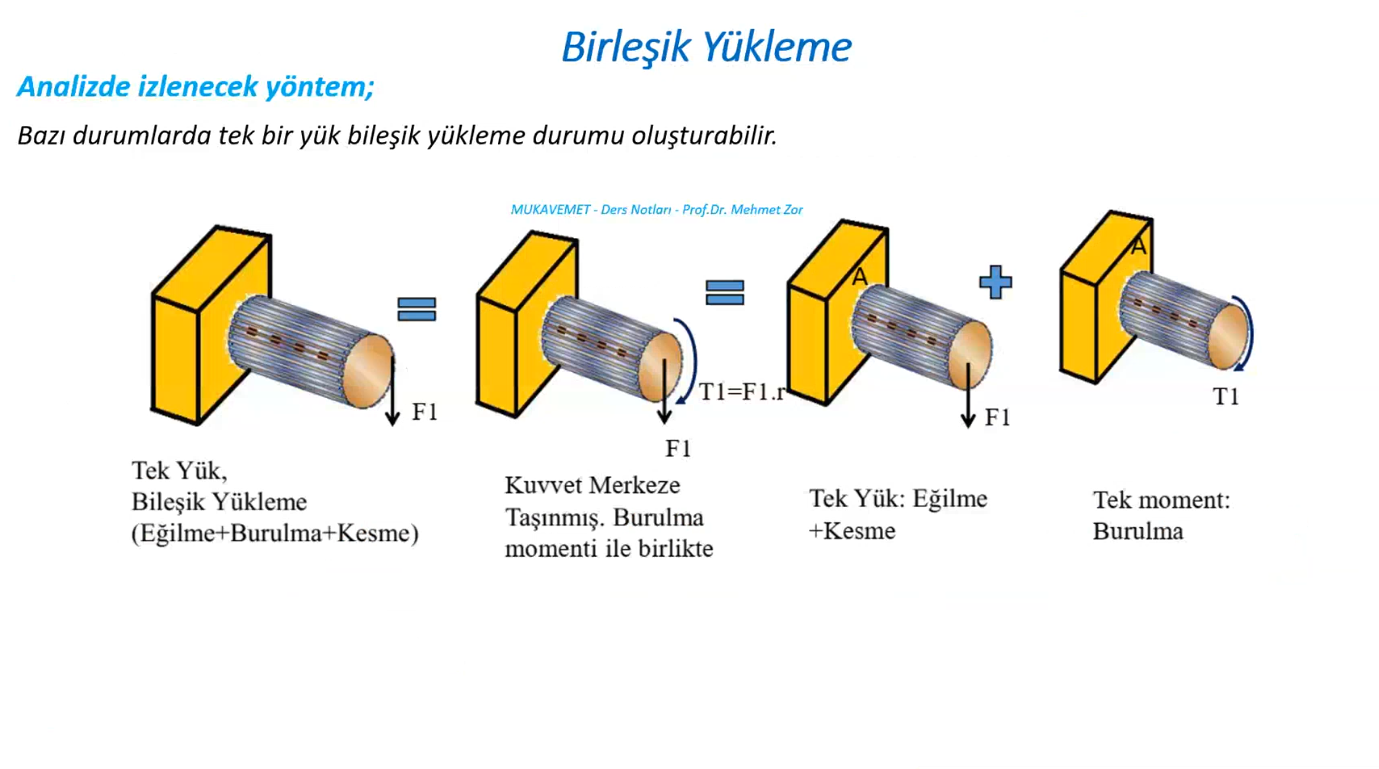 Birleşik Yükleme
Analizde izlenecek yöntem;
Bazı durumlarda tek bir yük bileşik yükleme durumu oluşturabilir.
MUKAVEMET - Ders Notları - Prof.Dr. Mehmet Zor
F1
T1=F1.r
F1
A
F1
A
T1
Tek Yük,
Bileşik Yükleme
(Eğilme+Burulma+Kesme)
Kuvvet Merkeze
Taşınmış. Burulma
momenti ile birlikte
Tek Yük: Eğilme
+Kesme
Tek moment:
Burulma